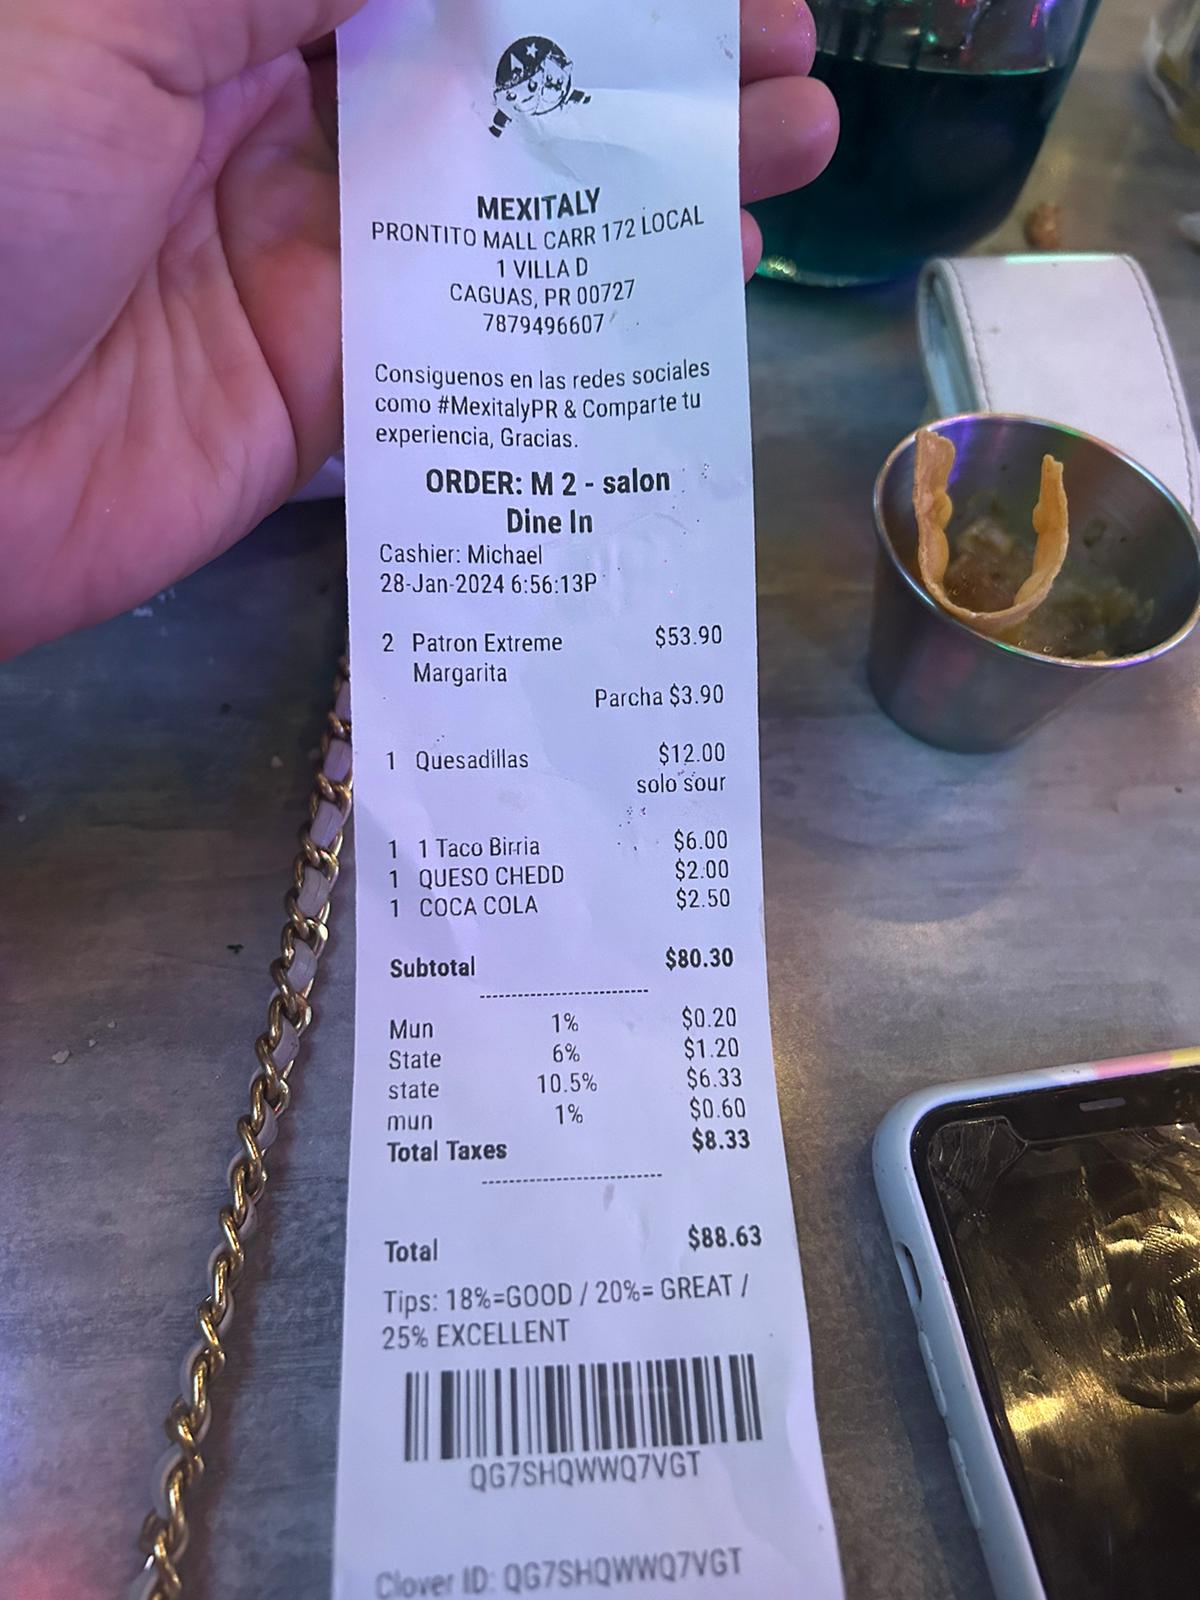 MEXITALY
PRONTITO MALL CARR 172 LOCAL
1 VILLA D
CAGUAS, PR 00727
7879496607
Consiguenos en las redes sociales
como #MexitalyPR & Comparte tu
experiencia, Gracias.
ORDER: M 2 - salon
Dine In
Cashier: Michael
28-Jan-2024 6:56:13P
2 Patron Extreme $53.90
Margarita
Parcha $3.90
1 Quesadillas $12.00
solo sour
1 1 Taco Birria $6.00
1 QUESO CHEDD $2.00
1 COCA COLA $2.50
Subtotal $80.30
Mun 1% $0.20
State 6% $1.20
state 10.5% $6.33
mun 1% $0.60
Total Taxes $8.33
Total $88.63
Tips: 18%=GOOD / 20%= GREAT /
25% EXCELLENT
QG7SHQWWQ7VGT
Clover ID: QG7SHQWWQ7VGT